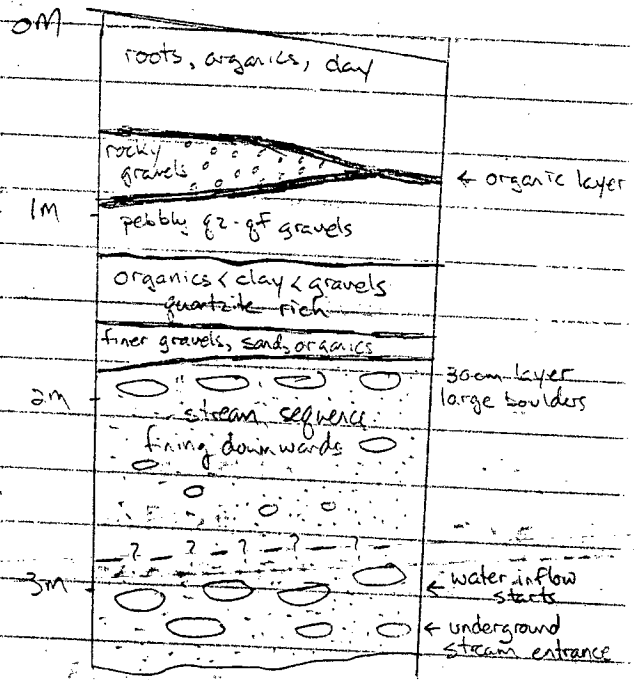 0M
roots, organics, clay
rocky
gravels
← organic layer
1M
pebbly qz-qf gravels
organics < clay < gravels
quartzite rich
finer gravels, sands, organics
30cm layer
large boulders
2M
stream sequence
fining downwards
? ? ? ? ?
3M
← water inflow
starts
← underground
stream entrance